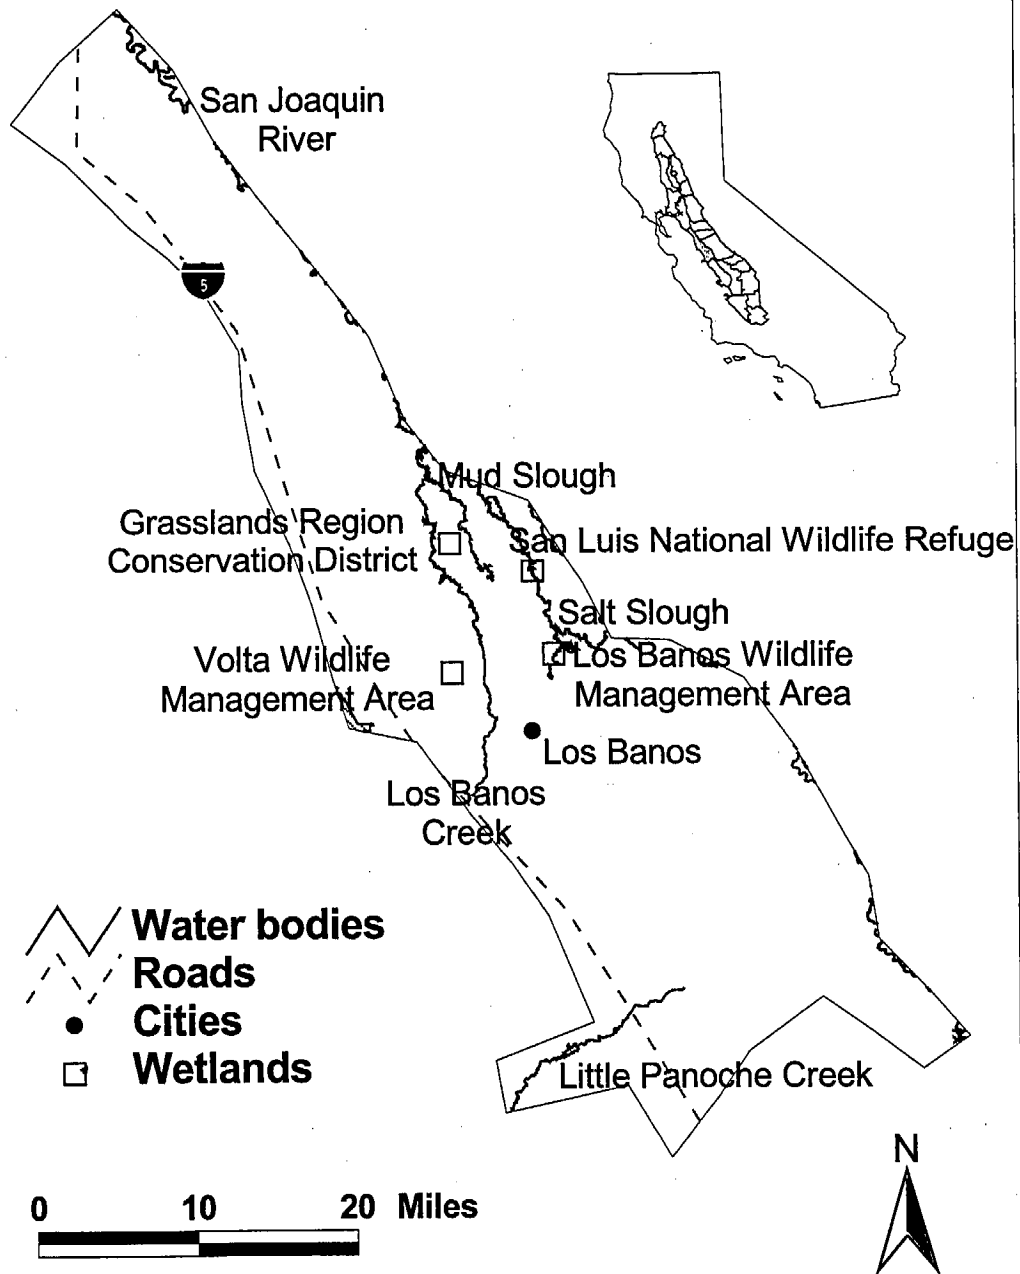 San Joaquin
River
5
Mud Slough
Grasslands Region
Conservation District
San Luis National Wildlife Refuge
Salt Slough
Volta Wildlife
Management Area
Los Banos Wildlife
Management Area
Los Banos
Los Banos
Creek
Water bodies
Roads
Cities
Wetlands
Little Panoche Creek
N
0 10 20 Miles